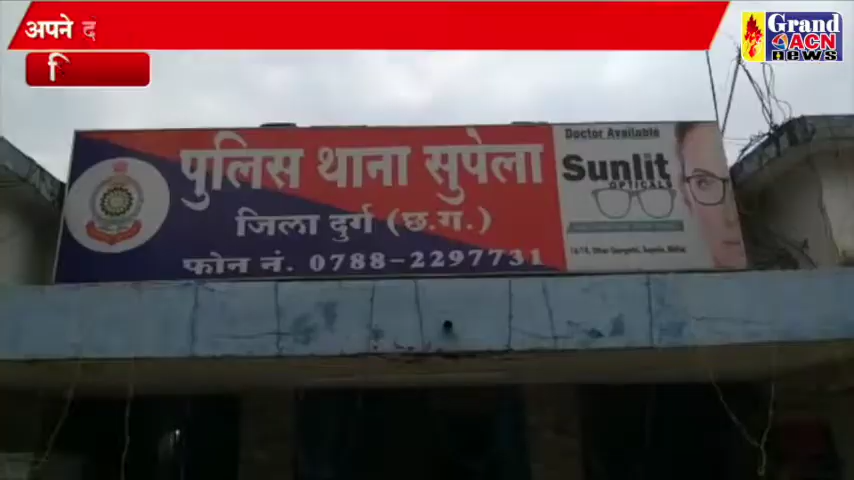 अपने द
Grand
ACN
news
पुलिस थाना सुपेला
जिला दुर्ग (छ.ग.)
फोन नं. 0788-2297731
Doctor Available
Sunlit
OPTICALS